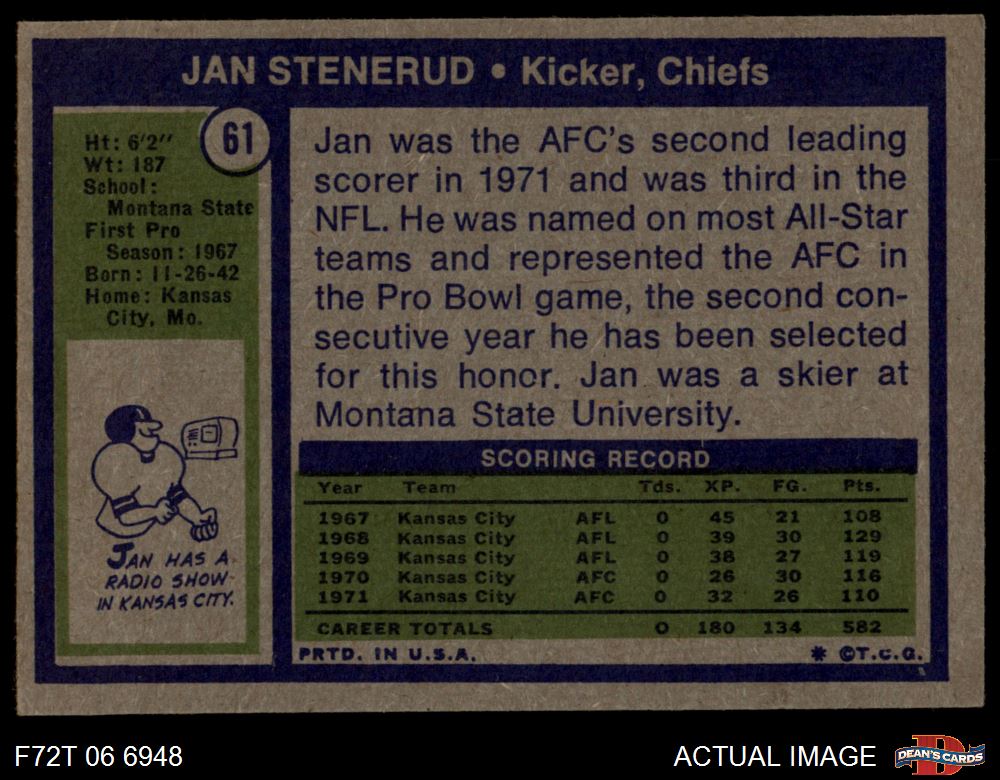 JAN STENERUD • Kicker, Chiefs
61
Ht: 6'2"
Wt: 187
School:
Montana State
First Pro
Season: 1967
Born: 11-26-42
Home: Kansas
City, Mo.
JAN HAS A
RADIO SHOW
IN KANSAS CITY.
Jan was the AFC's second leading
scorer in 1971 and was third in the
NFL. He was named on most All-Star
teams and represented the AFC in
the Pro Bowl game, the second con-
secutive year he has been selected
for this honor. Jan was a skier at
Montana State University.
SCORING RECORD
Year Team Tds. XP. FG. Pts.
1967 Kansas City AFL 0 45 21 108
1968 Kansas City AFL 0 39 30 129
1969 Kansas City AFL 0 38 27 119
1970 Kansas City AFC 0 26 30 116
1971 Kansas City AFC 0 32 26 110
CAREER TOTALS 0 180 134 582
PRTD. IN U.S.A. * ©T.C.G.
F72T 06 6948 ACTUAL IMAGE DEAN'S CARDS